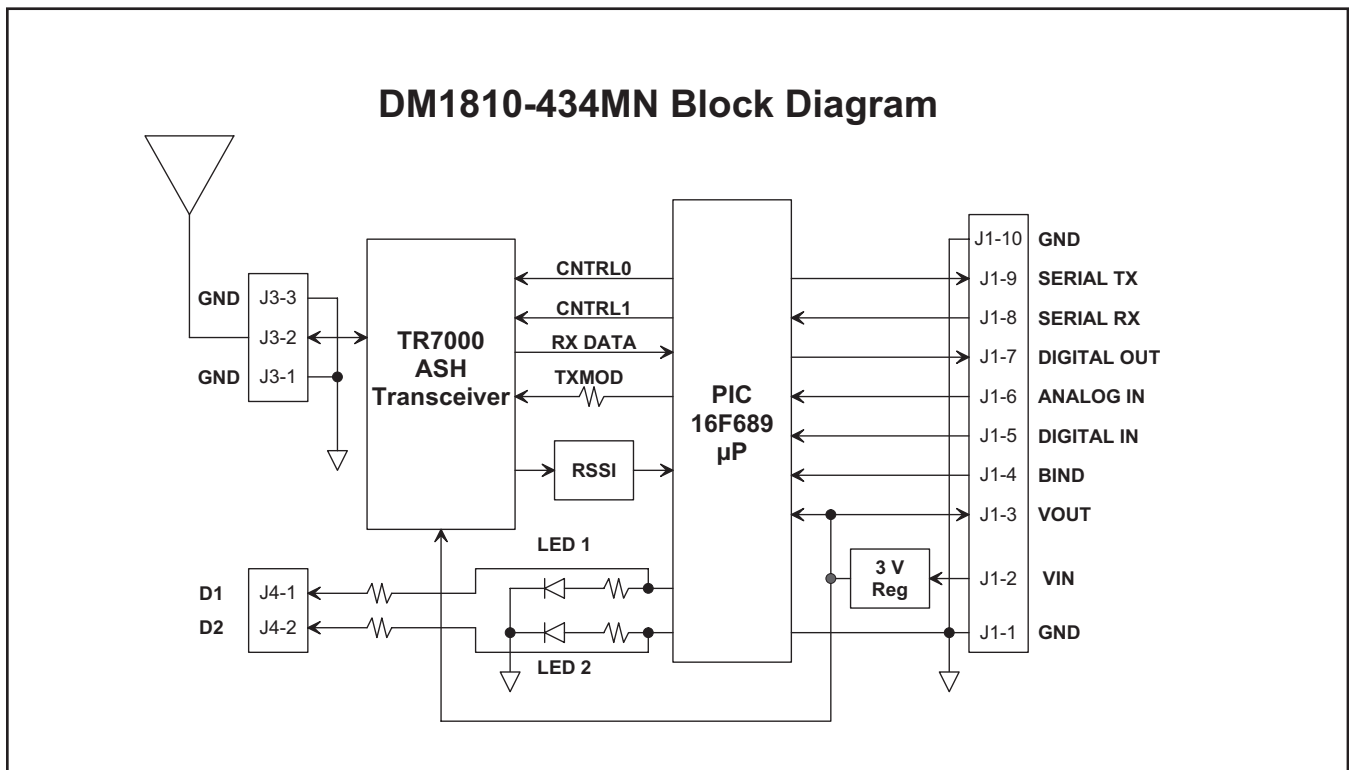 DM1810-434MN Block Diagram
GND
J3-3
J3-2
GND
J3-1
TR7000
ASH
Transceiver
CNTRL0
CNTRL1
RX DATA
TXMOD
RSSI
PIC
16F689
µP
J1-10 GND
J1-9 SERIAL TX
J1-8 SERIAL RX
J1-7 DIGITAL OUT
J1-6 ANALOG IN
J1-5 DIGITAL IN
J1-4 BIND
J1-3 VOUT
3 V
Reg
J1-2 VIN
J1-1 GND
LED 1
D1 J4-1
D2 J4-2
LED 2